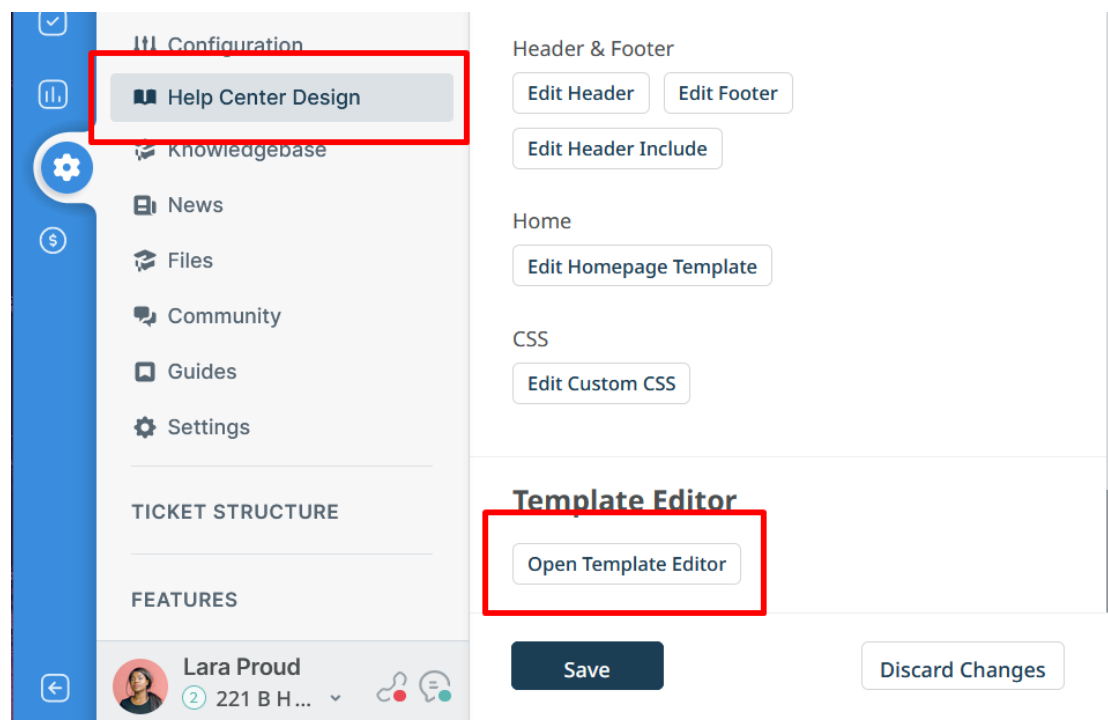 Configuration
Help Center Design
Knowledgebase
News
Files
Community
Guides
Settings
TICKET STRUCTURE
FEATURES
Lara Proud
2 221 B H...
Header & Footer
Edit Header Edit Footer
Edit Header Include
Home
Edit Homepage Template
CSS
Edit Custom CSS
Template Editor
Open Template Editor
Save Discard Changes